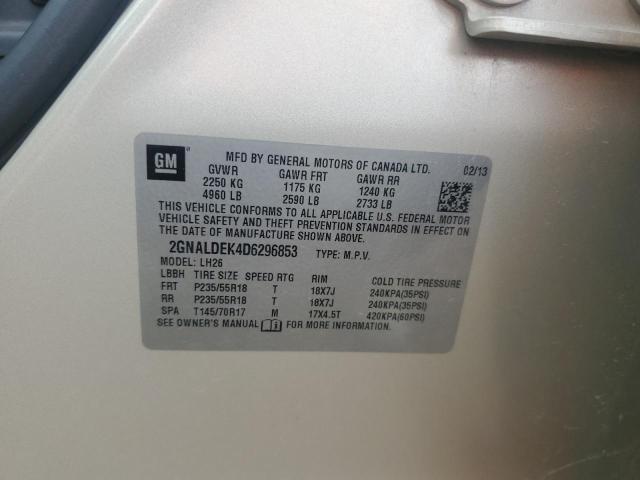 GM
MFD BY GENERAL MOTORS OF CANADA LTD. 02/13
GVWR GAWR FRT GAWR RR
2250 KG 1175 KG 1240 KG
4960 LB 2590 LB 2733 LB
THIS VEHICLE CONFORMS TO ALL APPLICABLE U.S. FEDERAL MOTOR
VEHICLE SAFETY AND THEFT PREVENTION STANDARDS IN EFFECT ON
THE DATE OF MANUFACTURE SHOWN ABOVE.
2GNALDEK4D6296853 TYPE: M.P.V.
MODEL: LH26
LBBH TIRE SIZE SPEED RTG RIM COLD TIRE PRESSURE
FRT P235/55R18 T 18X7J 240KPA(35PSI)
RR P235/55R18 T 18X7J 240KPA(35PSI)
SPA T145/70R17 M 17X4.5T 420KPA(60PSI)
SEE OWNER'S MANUAL FOR MORE INFORMATION.